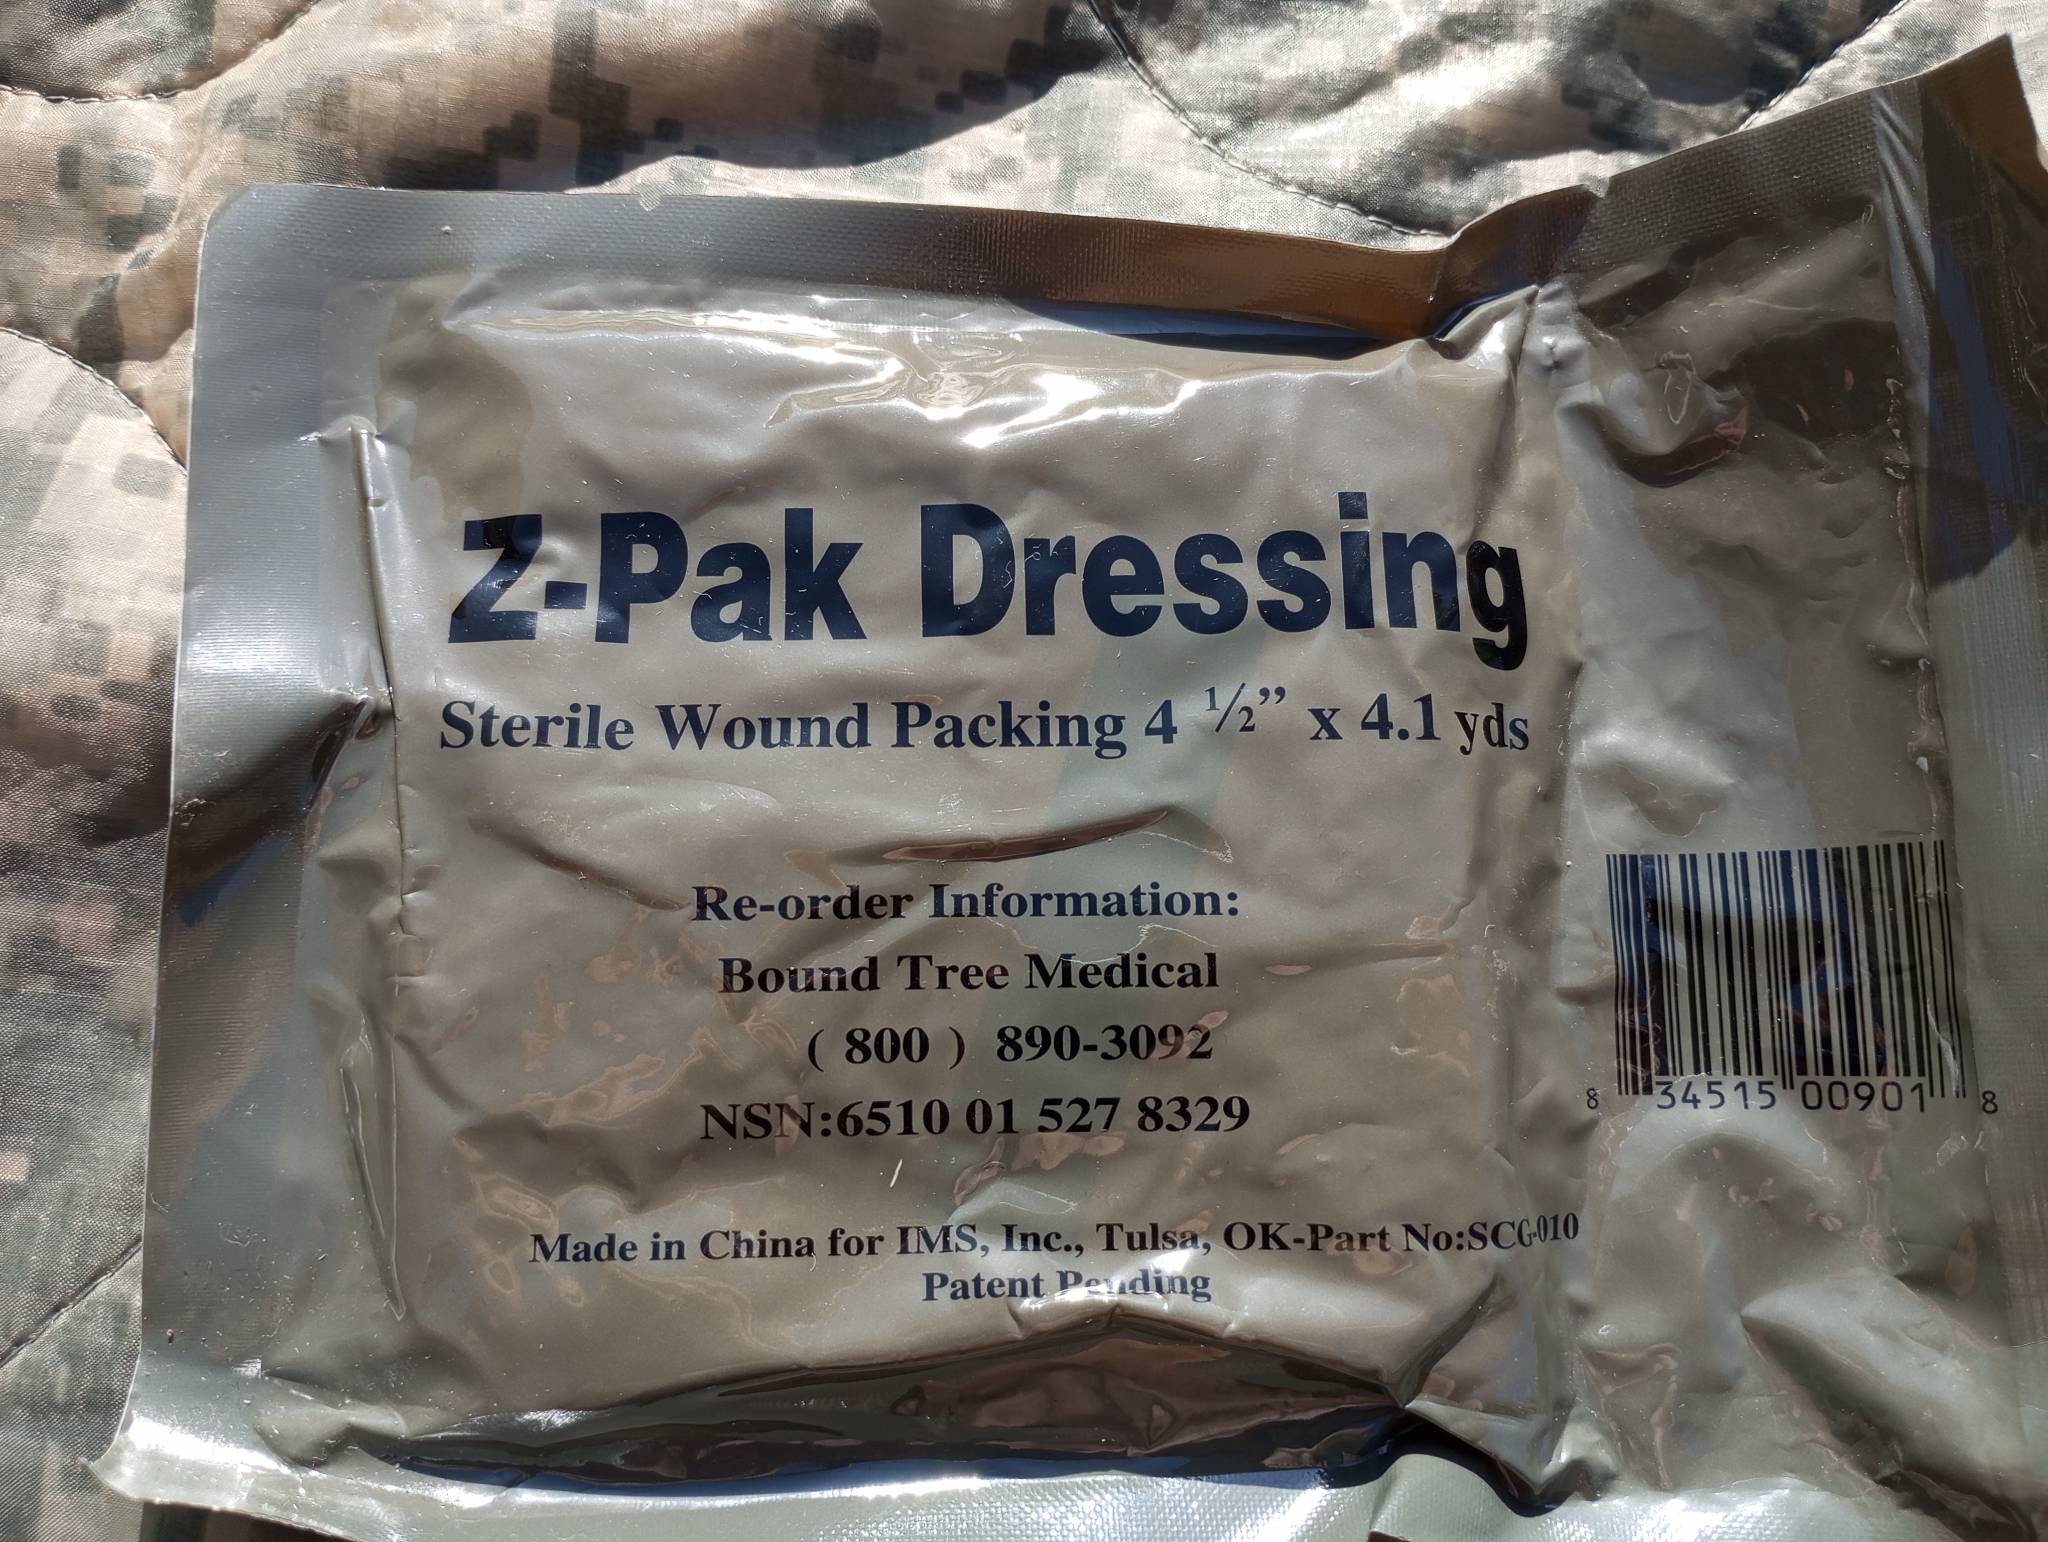 Z-Pak Dressing
Sterile Wound Packing 4 ½” x 4.1 yds
Re-order Information:
Bound Tree Medical
( 800 ) 890-3092
NSN:6510 01 527 8329
Made in China for IMS, Inc., Tulsa, OK-Part No:SCG-010
Patent Pending
8 34515 00901 8